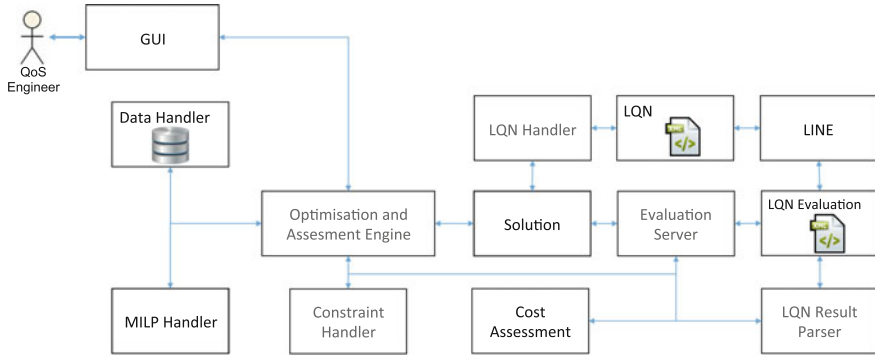 GUI
QoS
Engineer
Data Handler
LQN Handler
LQN
</>
LINE
Optimisation and
Assesment Engine
Solution
Evaluation
Server
LQN Evaluation
</>
MILP Handler
Constraint
Handler
Cost
Assessment
LQN Result
Parser